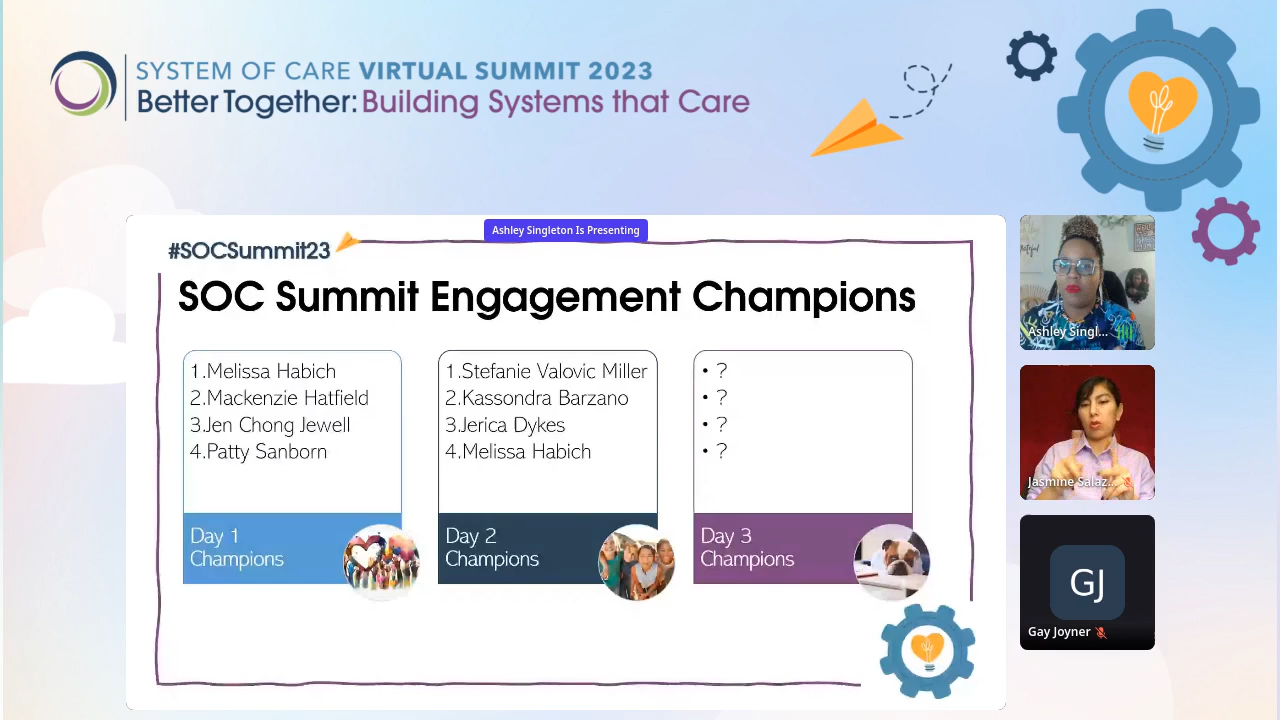 SYSTEM OF CARE VIRTUAL SUMMIT 2023
Better Together: Building Systems that Care
Ashley Singleton Is Presenting
#SOCSummit23
SOC Summit Engagement Champions
1.Melissa Habich
2.Mackenzie Hatfield
3.Jen Chong Jewell
4.Patty Sanborn
Day 1
Champions
1.Stefanie Valovic Miller
2.Kassondra Barzano
3.Jerica Dykes
4.Melissa Habich
Day 2
Champions
• ?
• ?
• ?
• ?
Day 3
Champions
Ashley Singl...
Jasmine Salaz...
GJ
Gay Joyner